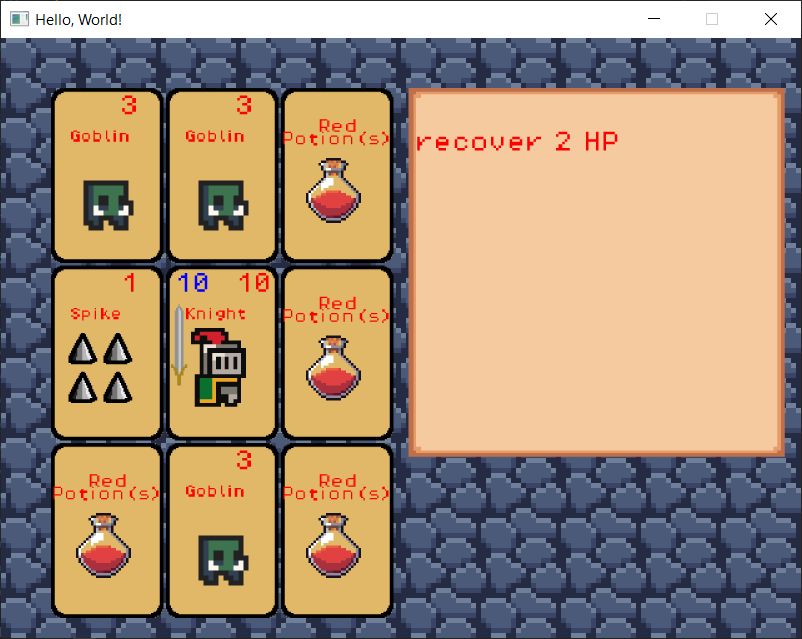 Hello, World!
3
Goblin
3
Goblin
Red
Potion(s)
recover 2 HP
1
Spike
10 10
Knight
Red
Potion(s)
Red
Potion(s)
3
Goblin
Red
Potion(s)